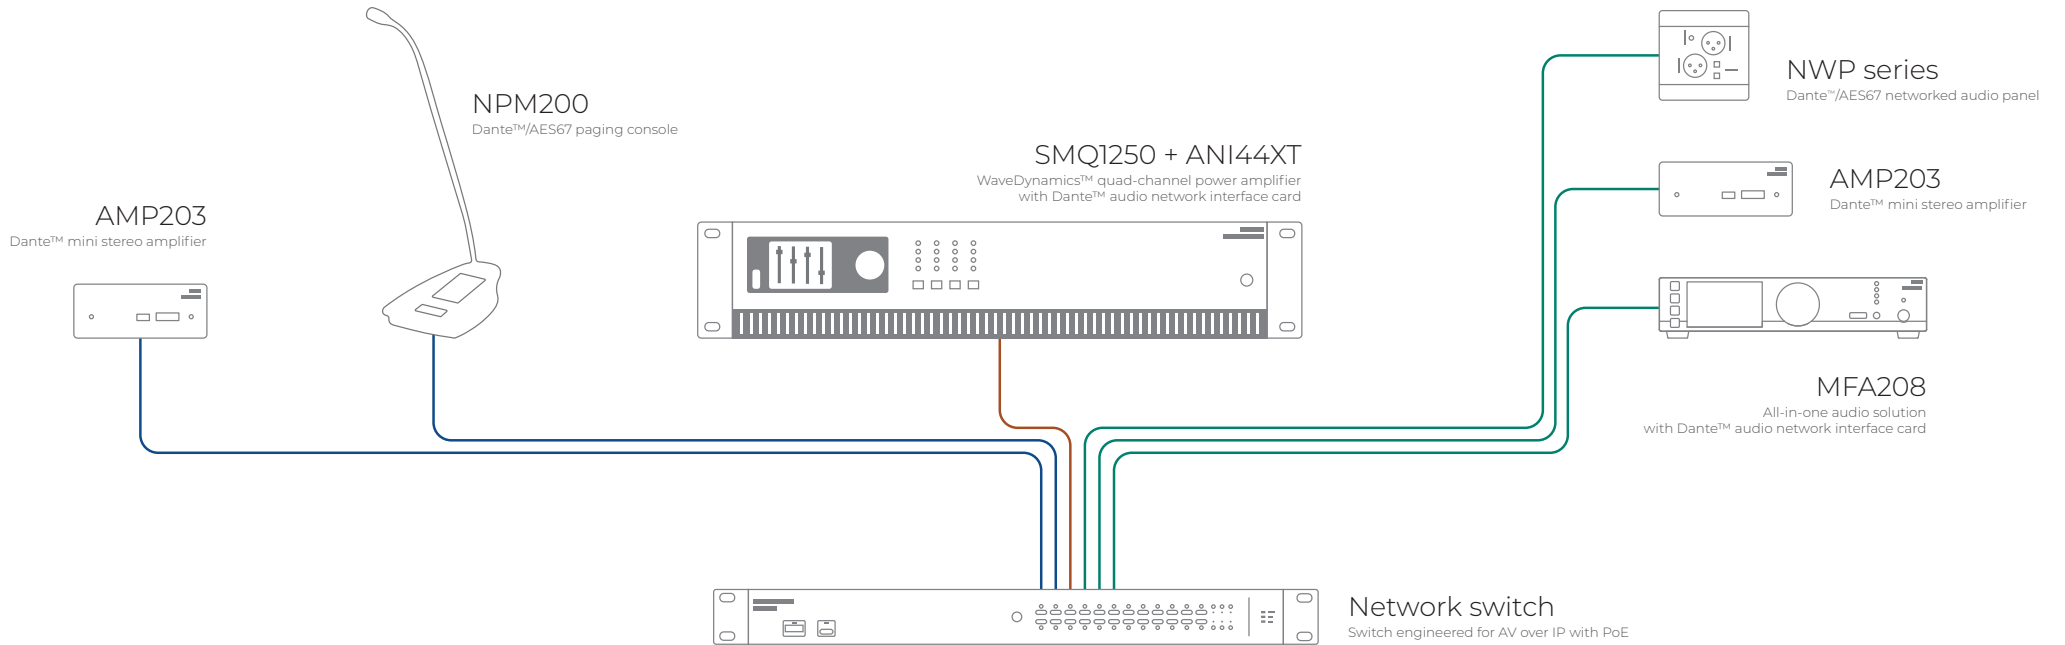 NPM200
Dante™/AES67 paging console
AMP203
Dante™ mini stereo amplifier
SMQ1250 + ANI44XT
WaveDynamics™ quad-channel power amplifier
with Dante™ audio network interface card
NWP series
Dante™/AES67 networked audio panel
AMP203
Dante™ mini stereo amplifier
MFA208
All-in-one audio solution
with Dante™ audio network interface card
Network switch
Switch engineered for AV over IP with PoE